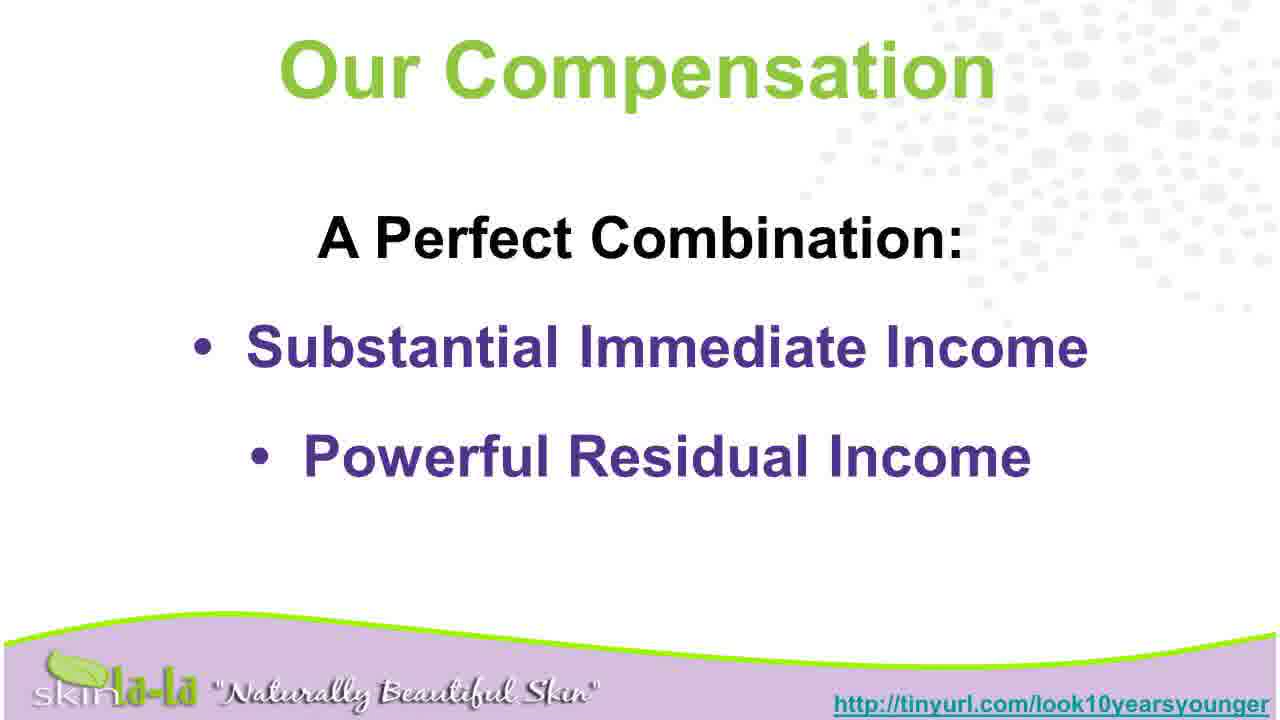 Our Compensation
A Perfect Combination:
• Substantial Immediate Income
• Powerful Residual Income
skin la-la "Naturally Beautiful Skin"
http://tinyurl.com/look10yearsyounger